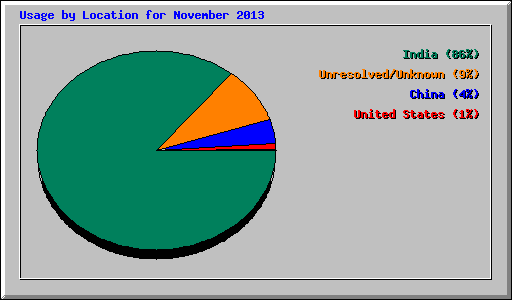 Usage by Location for November 2013
India (86%)
Unresolved/Unknown (9%)
China (4%)
United States (1%)